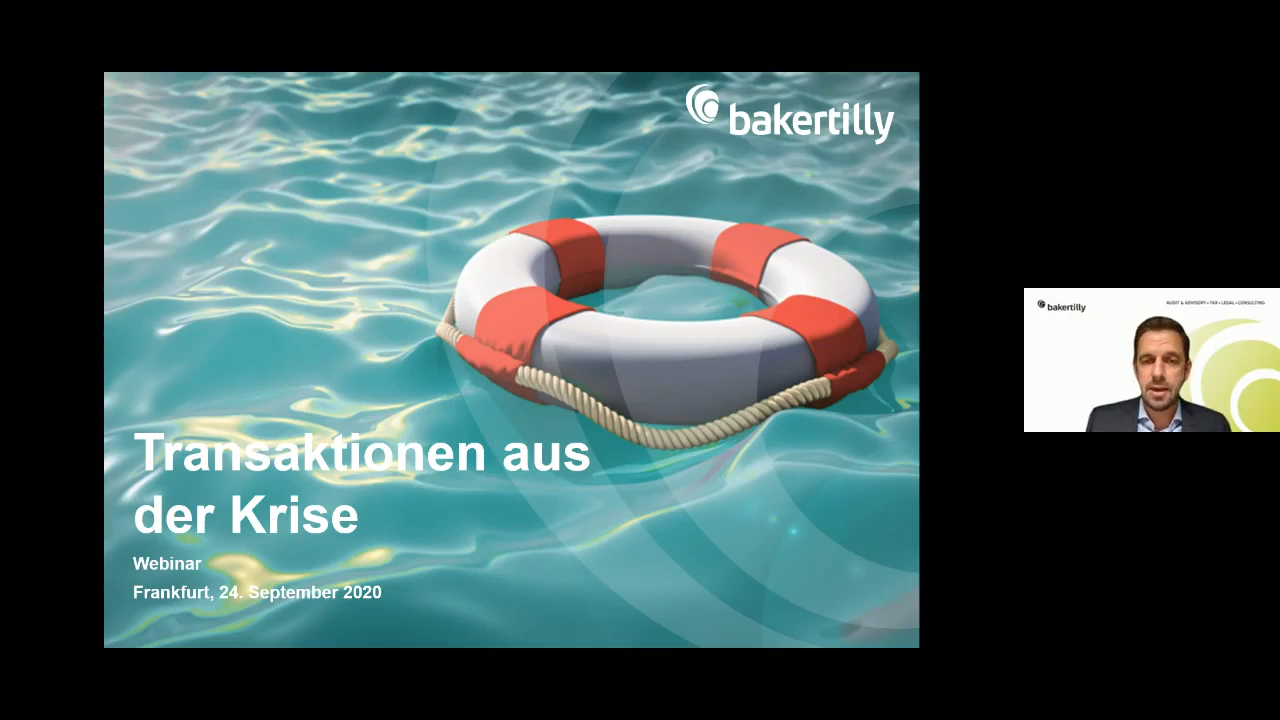 bakertilly
Transaktionen aus
der Krise
Webinar
Frankfurt, 24. September 2020
bakertilly
AUDIT & ADVISORY • TAX • LEGAL • CONSULTING